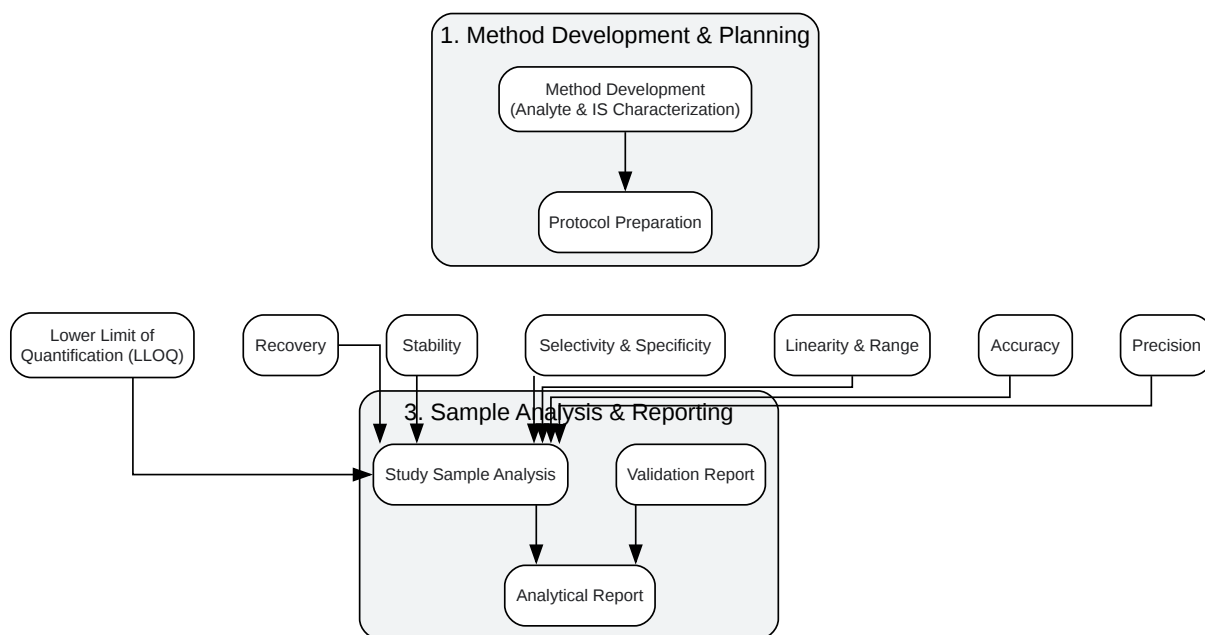 1. Method Development & Planning
Method Development
(Analyte & IS Characterization)
Protocol Preparation
Lower Limit of
Quantification (LLOQ)
Recovery
Stability
Selectivity & Specificity
Linearity & Range
Accuracy
Precision
3. Sample Analysis & Reporting
Study Sample Analysis
Validation Report
Analytical Report